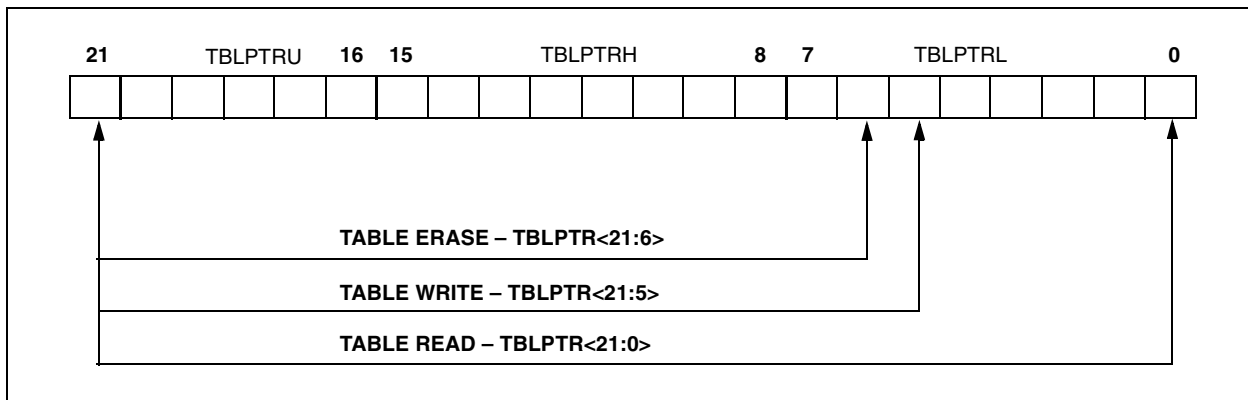 21 TBLPTRU 16 15 TBLPTRH 8 7 TBLPTRL 0
TABLE ERASE – TBLPTR<21:6>
TABLE WRITE – TBLPTR<21:5>
TABLE READ – TBLPTR<21:0>